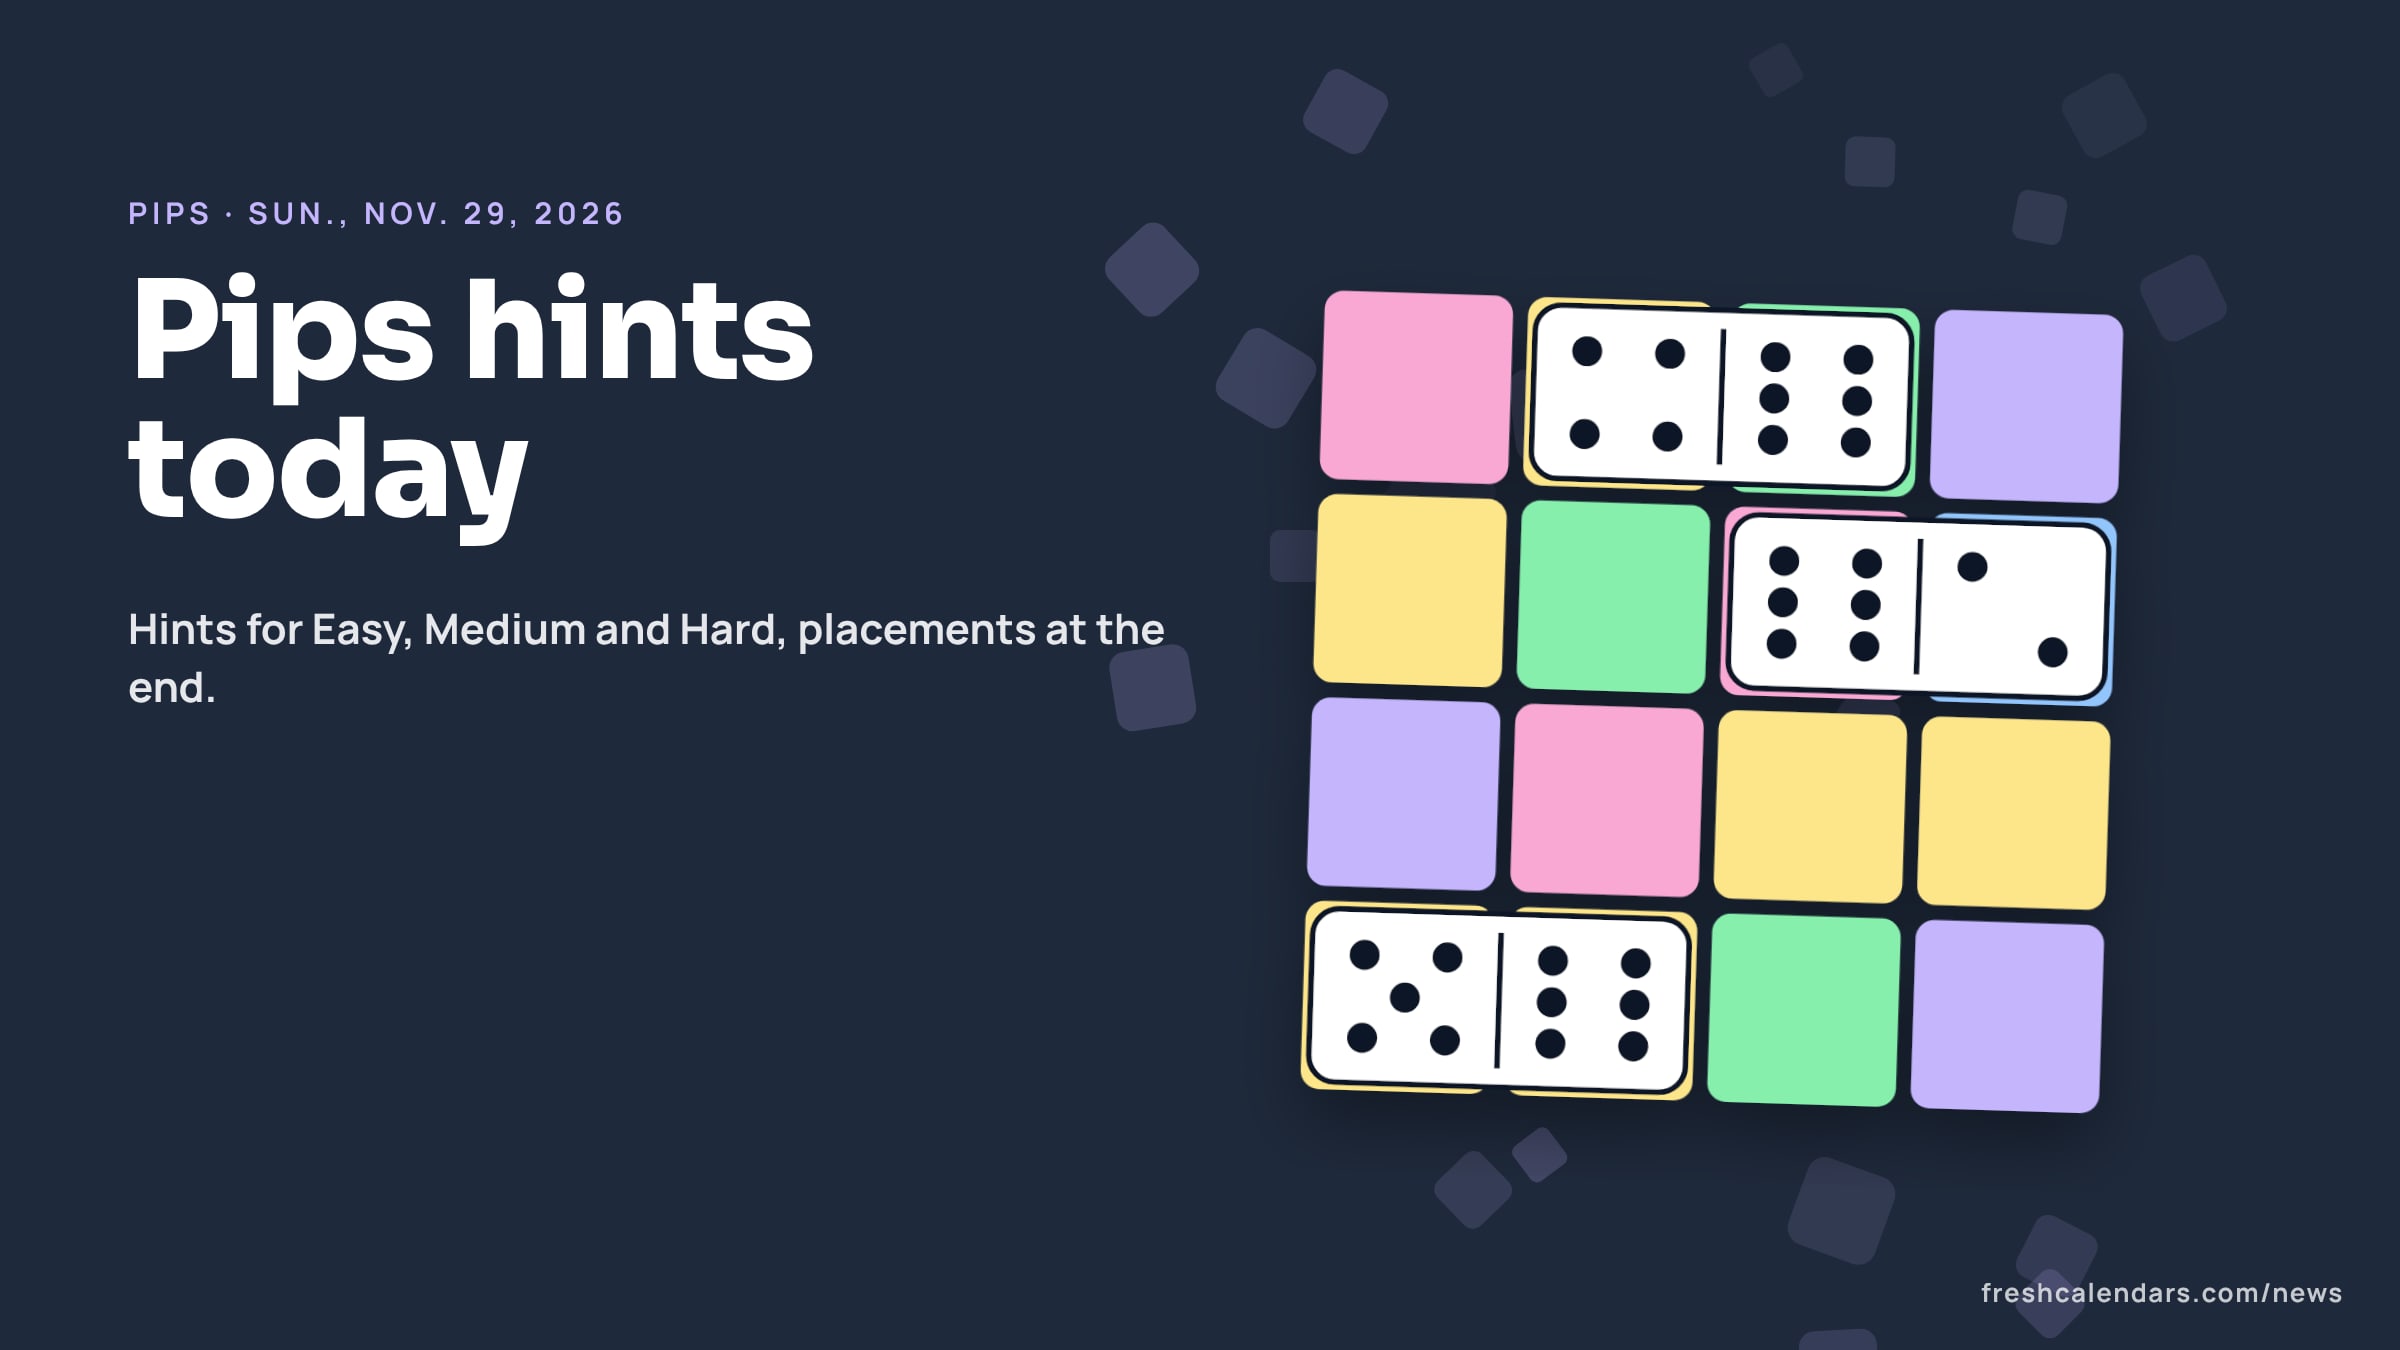 PIPS · SUN., NOV. 29, 2026
Pips hints
today
Hints for Easy, Medium and Hard, placements at the
end.
freshcalendars.com/news